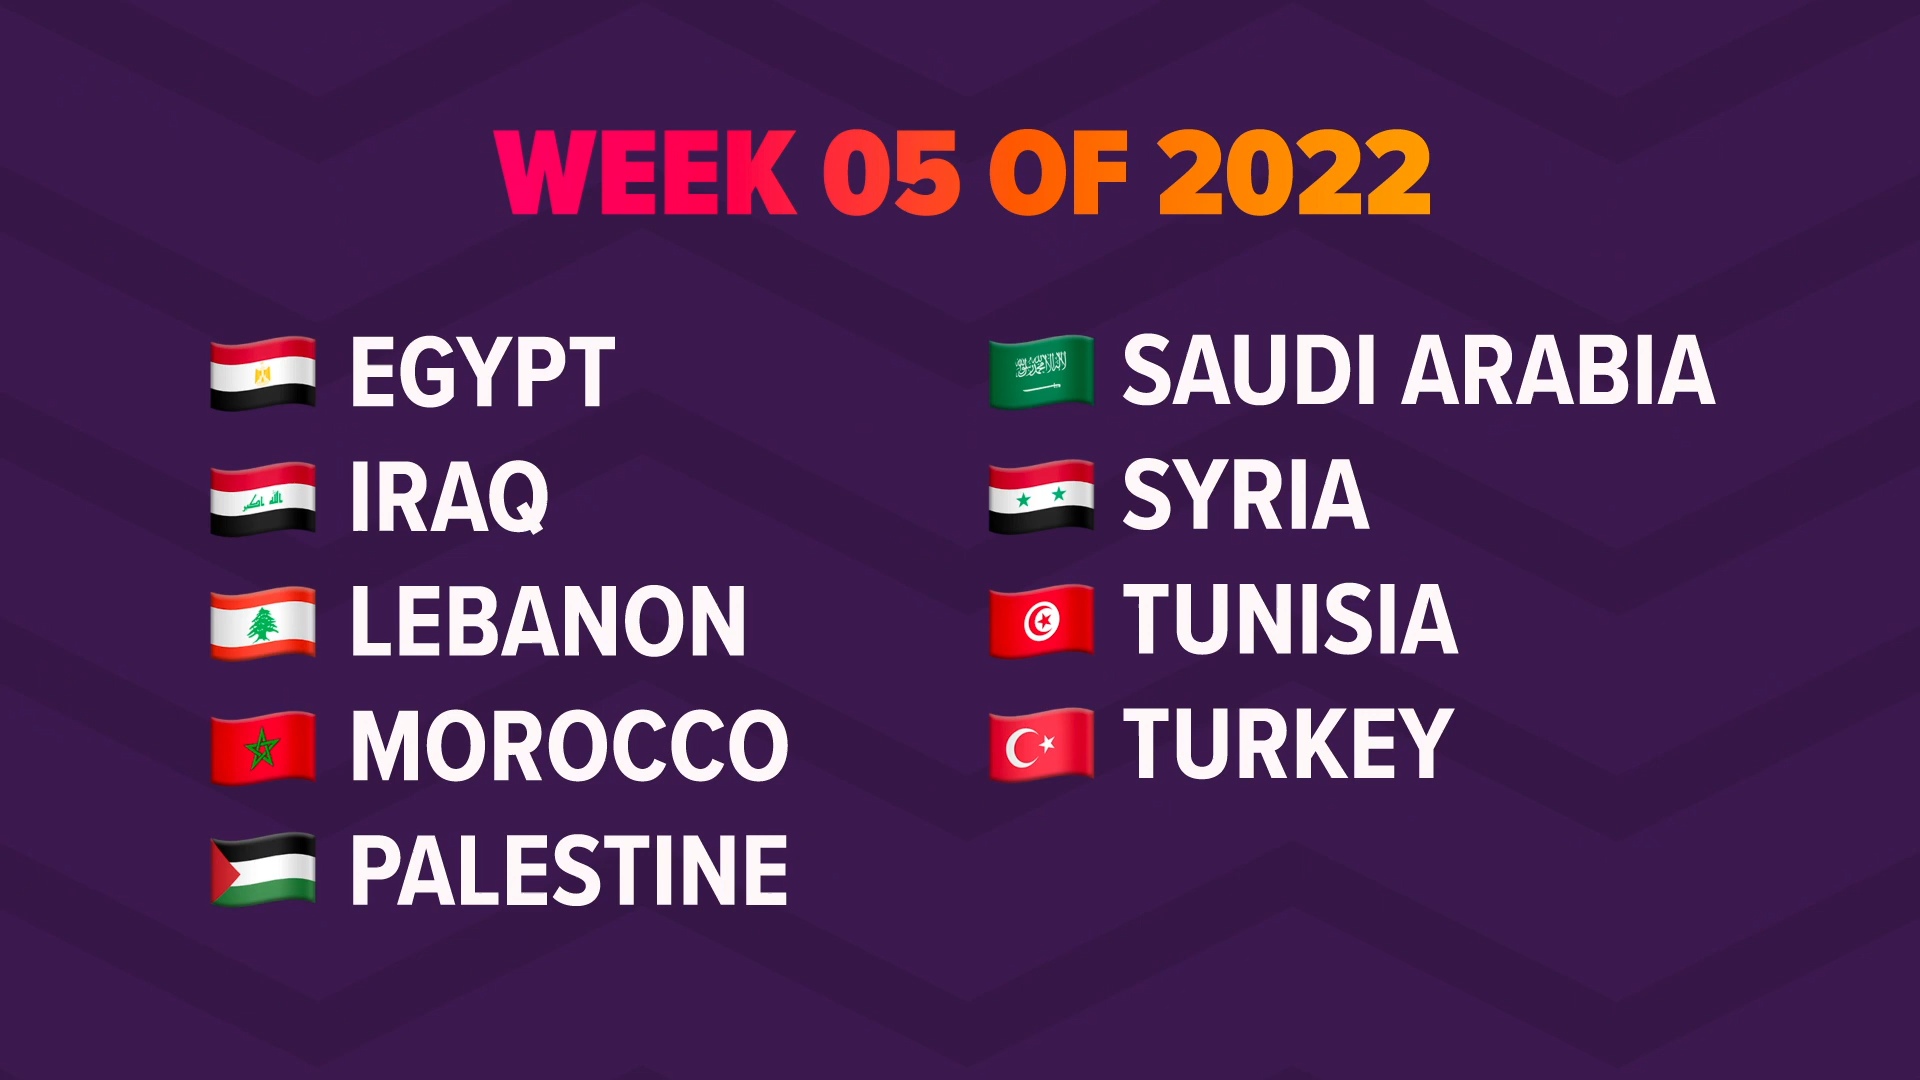 WEEK 05 OF 2022
EGYPT
IRAQ
LEBANON
MOROCCO
PALESTINE
SAUDI ARABIA
SYRIA
TUNISIA
TURKEY